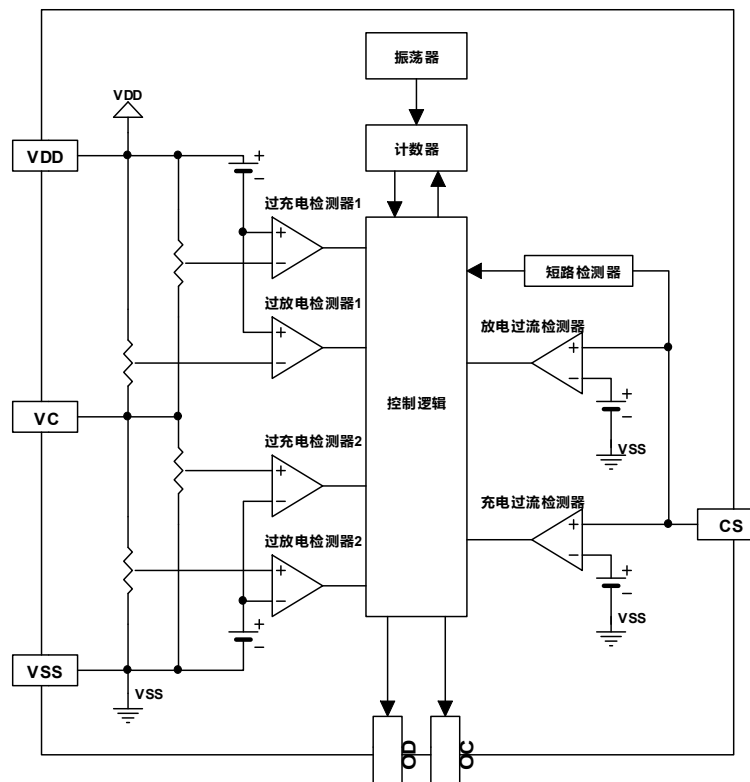 振荡器
VDD
VDD
计数器
+
−
过充电检测器1
+
−
短路检测器
过放电检测器1
+
−
放电过流检测器
+
−
+
−
控制逻辑
VC
VSS
过充电检测器2
+
−
充电过流检测器
+
−
CS
过放电检测器2
+
−
+
−
+
−
VSS
VSS
VSS
OD
OC